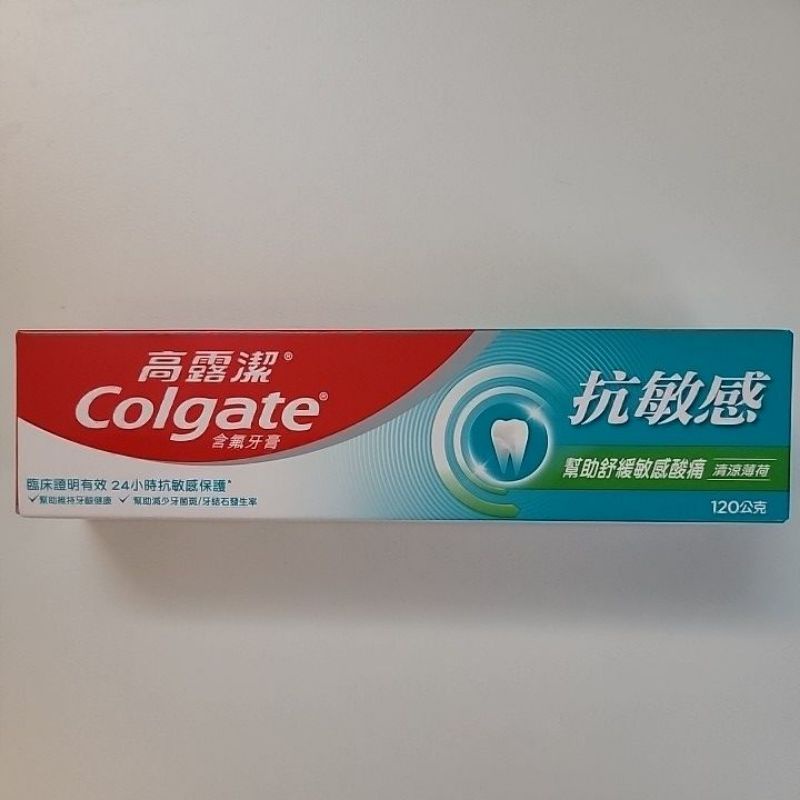 高露潔®
Colgate®
含氟牙膏
臨床證明有效 24小時抗敏感保護*
✓幫助維持牙齦健康 ✓幫助減少牙菌斑/牙結石發生率
抗敏感
幫助舒緩敏感酸痛 清涼薄荷
120公克